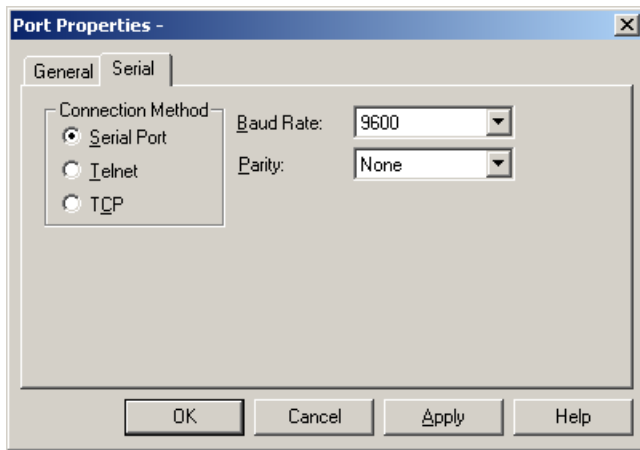 Port Properties -
General Serial
Connection Method
Serial Port
Telnet
TCP
Baud Rate: 9600
Parity: None
OK Cancel Apply Help